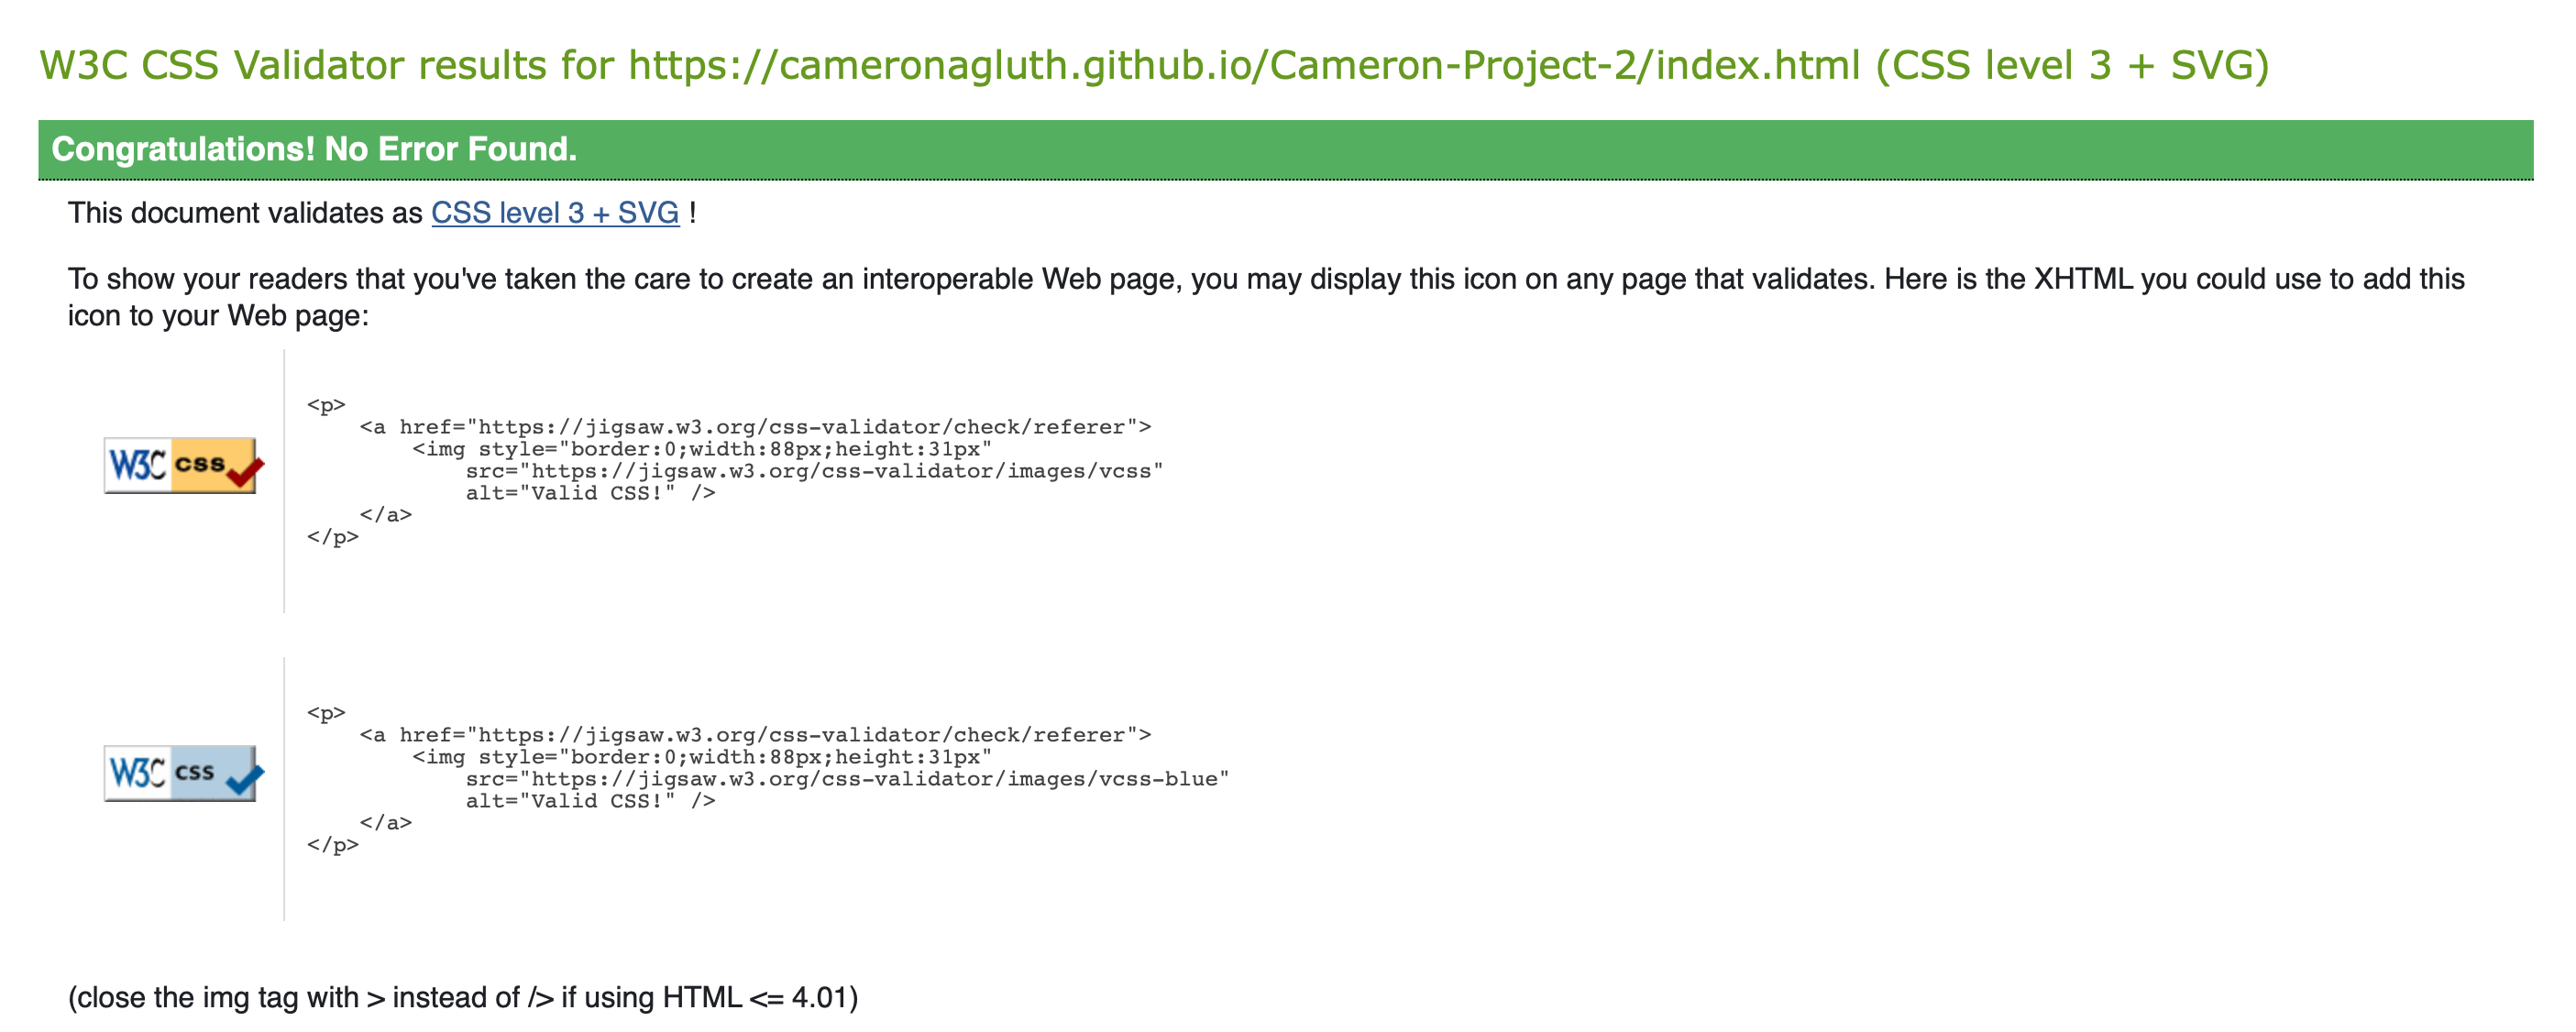 W3C CSS Validator results for https://cameronagluth.github.io/Cameron-Project-2/index.html (CSS level 3 + SVG)
Congratulations! No Error Found.
This document validates as CSS level 3 + SVG !
To show your readers that you've taken the care to create an interoperable Web page, you may display this icon on any page that validates. Here is the XHTML you could use to add this
icon to your Web page:
W3C css
<p>
    <a href="https://jigsaw.w3.org/css-validator/check/referer">
        <img style="border:0;width:88px;height:31px"
            src="https://jigsaw.w3.org/css-validator/images/vcss"
            alt="Valid CSS!" />
    </a>
</p>
W3C css
<p>
    <a href="https://jigsaw.w3.org/css-validator/check/referer">
        <img style="border:0;width:88px;height:31px"
            src="https://jigsaw.w3.org/css-validator/images/vcss-blue"
            alt="Valid CSS!" />
    </a>
</p>
(close the img tag with > instead of /> if using HTML <= 4.01)